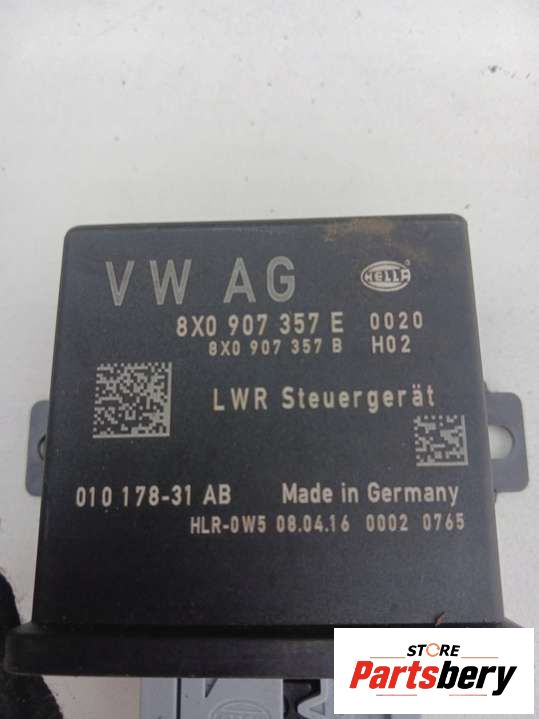 VW AG
HELLA
8X0 907 357 E 0020
8X0 907 357 B H02
LWR Steuergerät
010 178-31 AB Made in Germany
HLR-0W5 08.04.16 0002 0765
HELLA
STORE
Partsbery